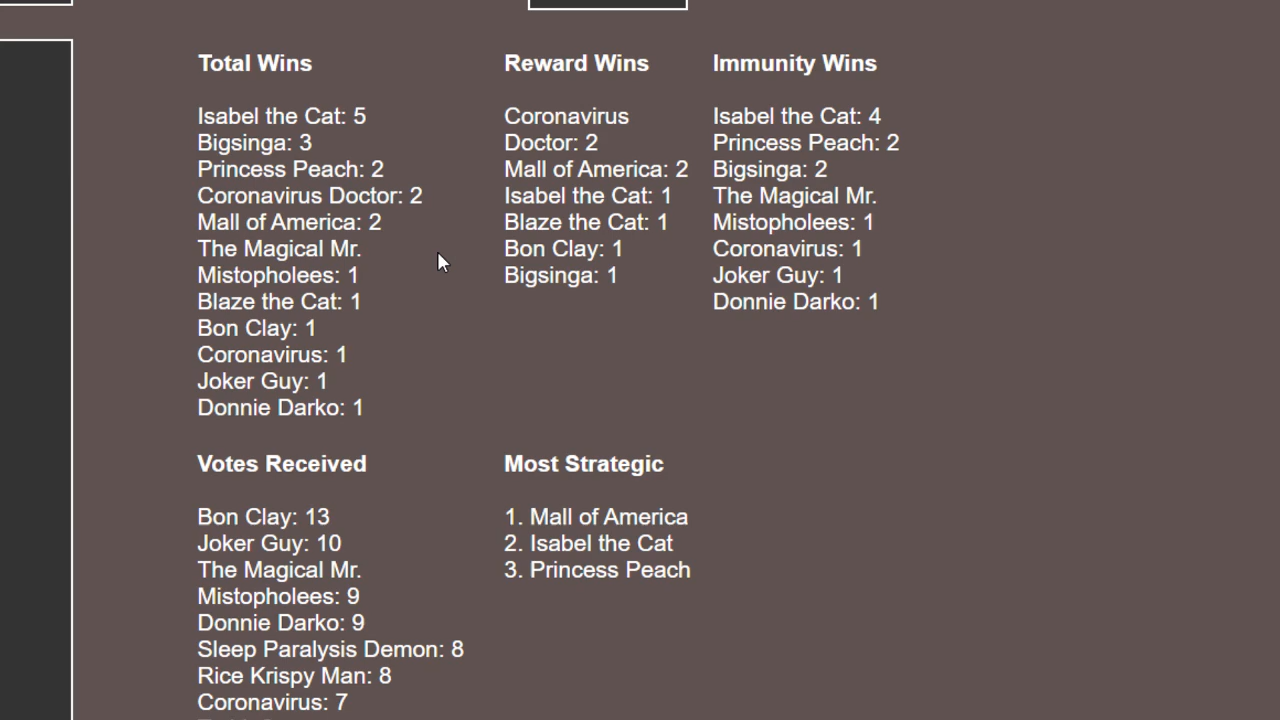 Total Wins
Isabel the Cat: 5
Bigsinga: 3
Princess Peach: 2
Coronavirus Doctor: 2
Mall of America: 2
The Magical Mr.
Mistopholees: 1
Blaze the Cat: 1
Bon Clay: 1
Coronavirus: 1
Joker Guy: 1
Donnie Darko: 1
Reward Wins
Coronavirus
Doctor: 2
Mall of America: 2
Isabel the Cat: 1
Blaze the Cat: 1
Bon Clay: 1
Bigsinga: 1
Immunity Wins
Isabel the Cat: 4
Princess Peach: 2
Bigsinga: 2
The Magical Mr.
Mistopholees: 1
Coronavirus: 1
Joker Guy: 1
Donnie Darko: 1
Votes Received
Bon Clay: 13
Joker Guy: 10
The Magical Mr.
Mistopholees: 9
Donnie Darko: 9
Sleep Paralysis Demon: 8
Rice Krispy Man: 8
Coronavirus: 7
Most Strategic
1. Mall of America
2. Isabel the Cat
3. Princess Peach